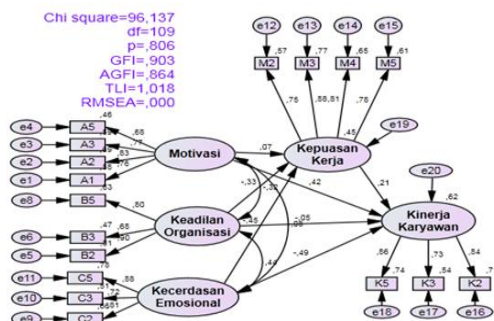 Chi square=96,137
df=109
p=,806
GFI=,903
AGFI=,864
TLI=1,018
RMSEA=,000
e12
e13
e14
e15
,57
,77
,65
,61
M2
M3
M4
M5
,75
,88
,81
,78
,45
e19
Kepuasan
Kerja
e4
A5
,46
,68
e3
A3
e2
A2
,83
e1
A1
Motivasi
,07
,42
,21
e20
,62
Kinerja
Karyawan
e8
B5
,80
Keadilan
Organisasi
-,33
-,45
-,05
e6
B3
,47
,68
e5
B2
,90
,44
-,49
e11
C5
,88
e10
C3
,72
e9
C2
Kecerdasan
Emosional
,86
,73
,84
,74
,54
K5
K3
K2
e18
e17
e16